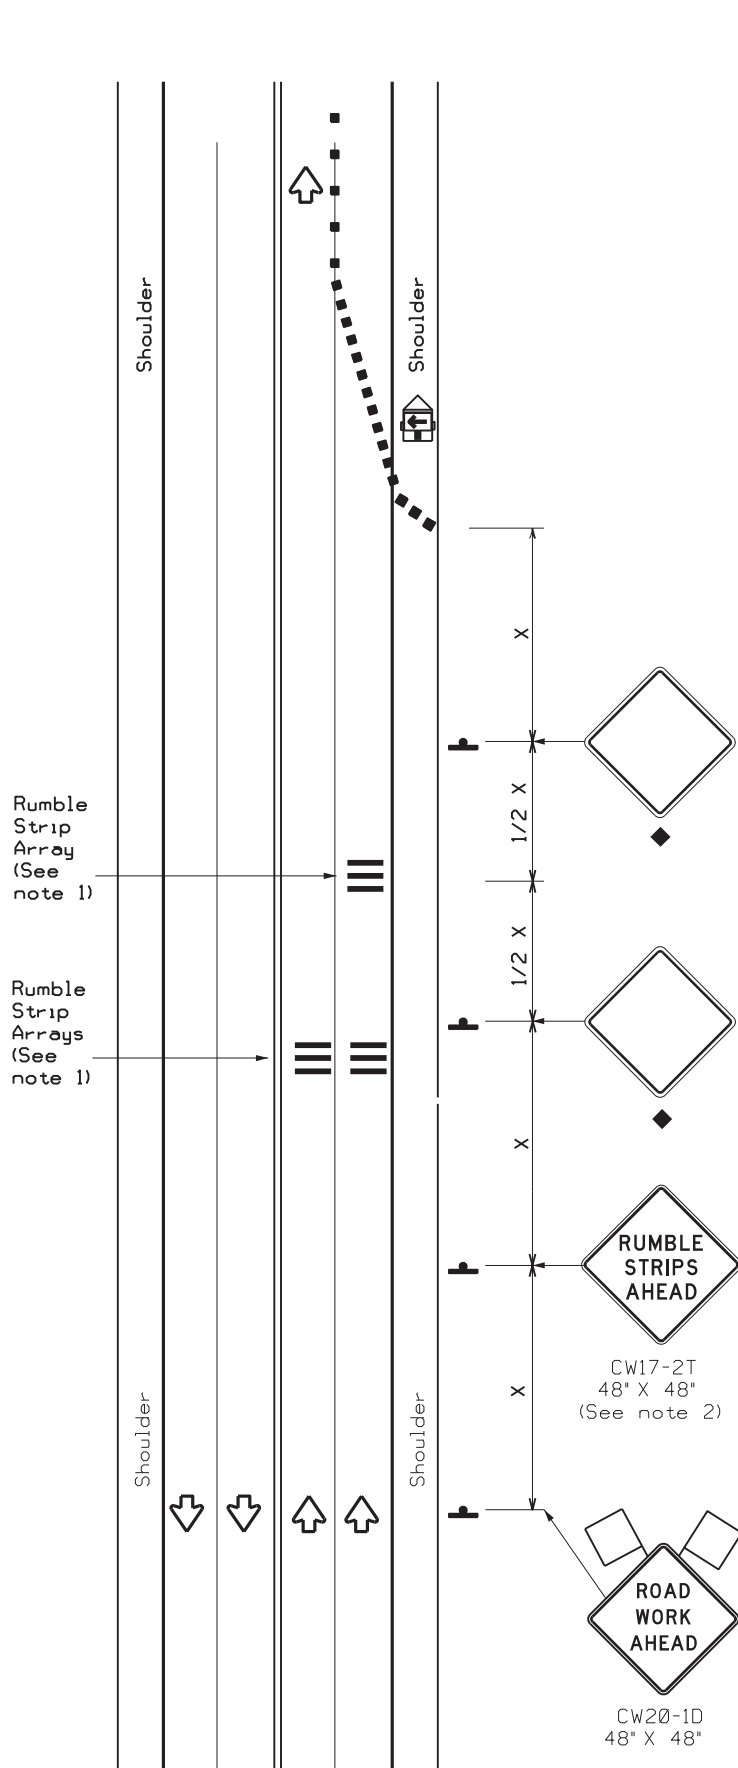 Shoulder
Shoulder
X
1/2 X
Rumble
Strip
Array
(See
note 1)
1/2 X
Rumble
Strip
Arrays
(See
note 1)
X
RUMBLE
STRIPS
AHEAD
CW17-2T
48" X 48"
(See note 2)
X
Shoulder
Shoulder
ROAD
WORK
AHEAD
CW20-1D
48" X 48"